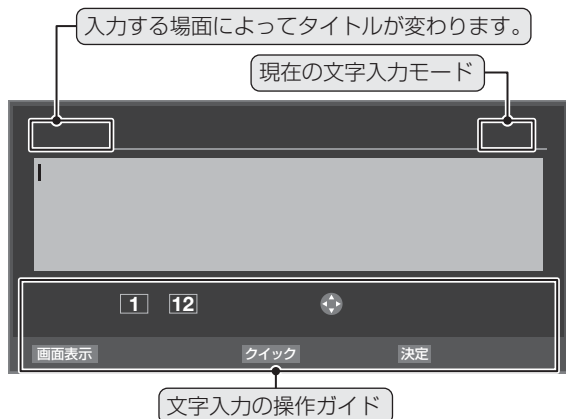 入力する場面によってタイトルが変わります。
現在の文字入力モード
1 12
画面表示 クイック 決定
文字入力の操作ガイド